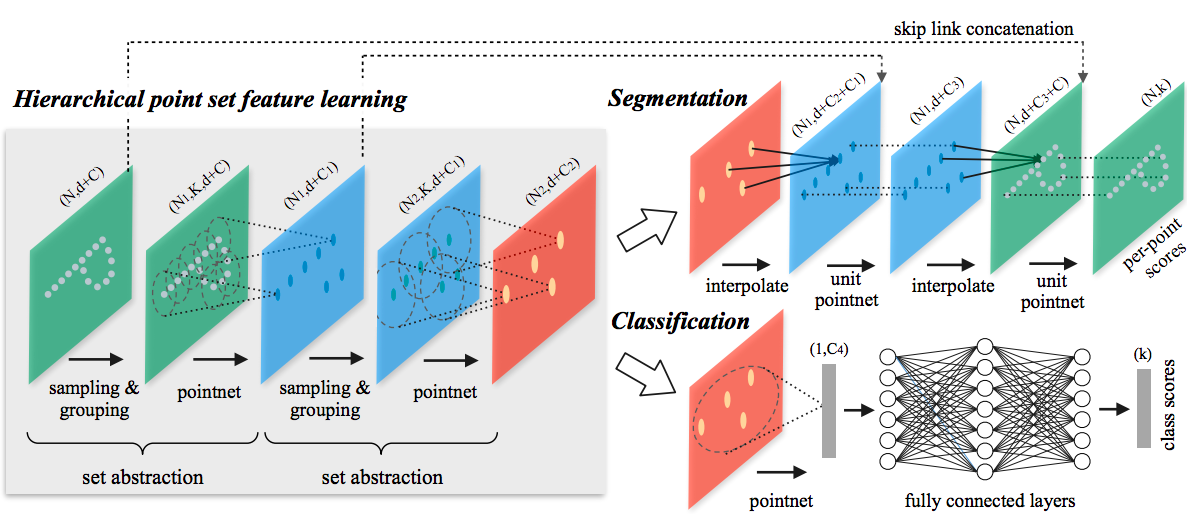 skip link concatenation
Hierarchical point set feature learning
(N,d+C)
(N1,K,d+C)
(N1,d+C1)
(N2,K,d+C1)
(N2,d+C2)
sampling &
grouping
pointnet
sampling &
grouping
pointnet
set abstraction
set abstraction
Segmentation
(N1,d+C2+C1)
(N1,d+C3)
(N,d+C3+C)
(N,k)
interpolate
unit
pointnet
interpolate
unit
pointnet
per-point
scores
Classification
(1,C4)
(k)
pointnet
fully connected layers
class scores